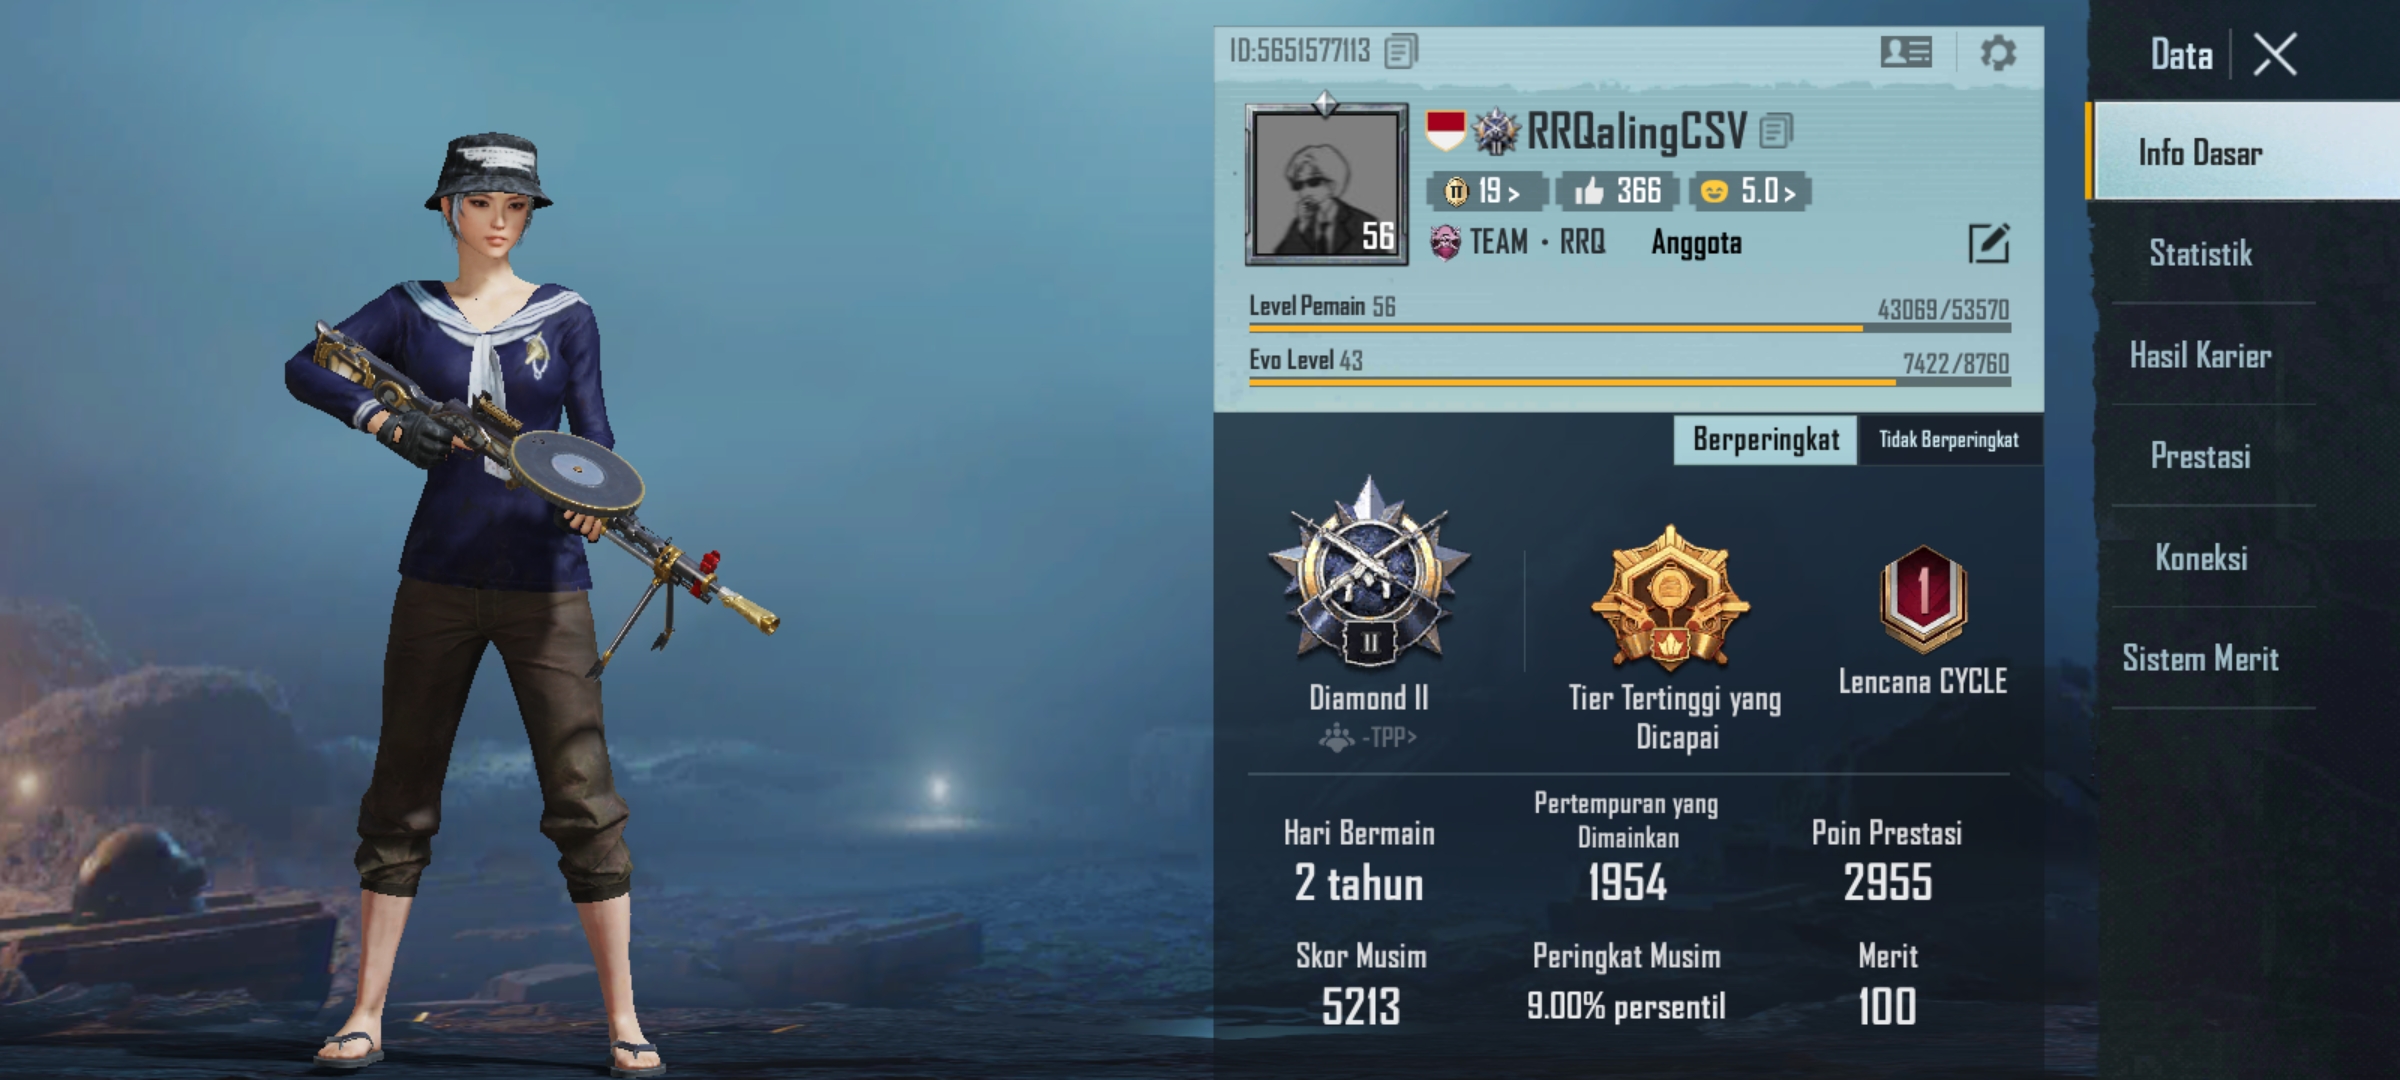 ID:5651577113
Data
Info Dasar
Statistik
Hasil Karier
Prestasi
Koneksi
Sistem Merit
RRQalingCSV
56
II 19 >
366
5.0 >
TEAM · RRQ Anggota
Level Pemain 56 43069/53570
Evo Level 43 7422/8760
Berperingkat
Tidak Berperingkat
II
1
Diamond II
-TPP>
Tier Tertinggi yang
Dicapai
Lencana CYCLE
Hari Bermain
2 tahun
Pertempuran yang
Dimainkan
1954
Poin Prestasi
2955
Skor Musim
5213
Peringkat Musim
9.00% persentil
Merit
100